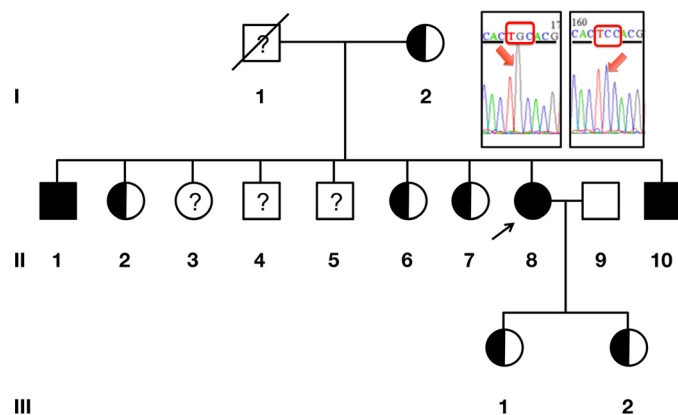 17
CACTGCACG
160
CACTCCACG
?
I
1 2
? ? ?
II 1 2 3 4 5 6 7 8 9 10
1 2
III